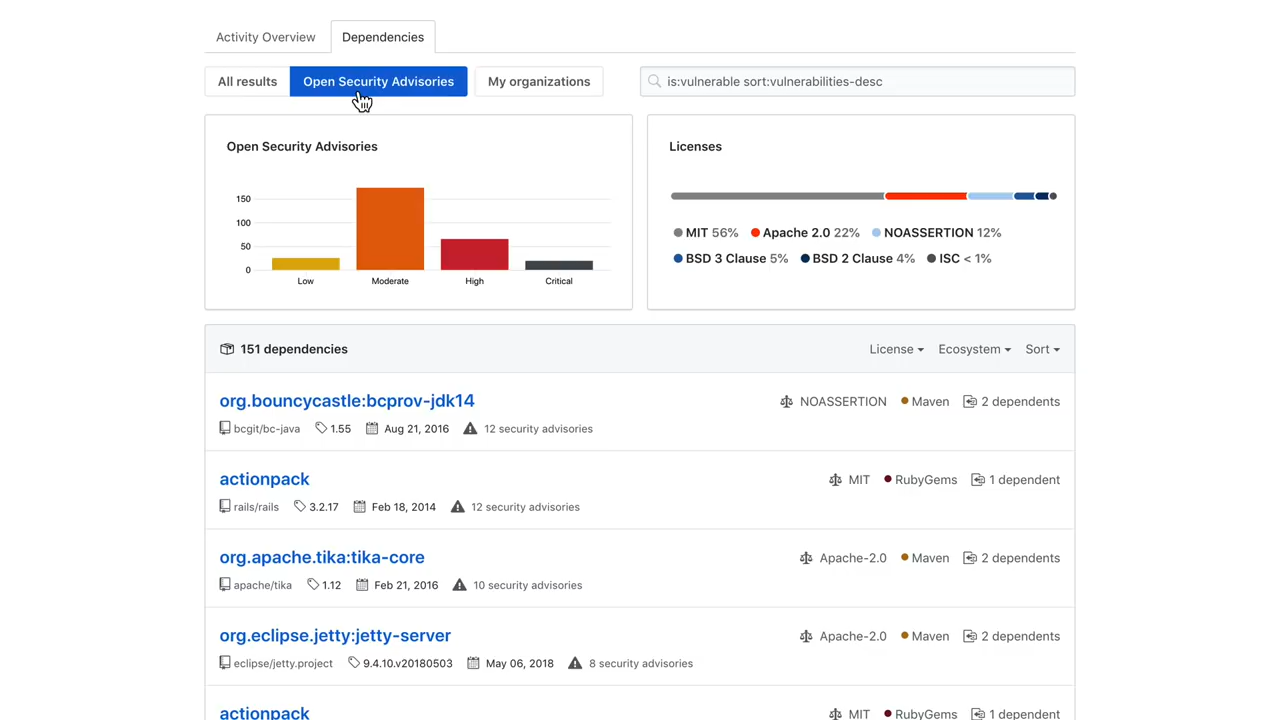 Activity Overview Dependencies
All results Open Security Advisories My organizations is:vulnerable sort:vulnerabilities-desc
Open Security Advisories
150
100
50
0
Low Moderate High Critical
Licenses
MIT 56% Apache 2.0 22% NOASSERTION 12%
BSD 3 Clause 5% BSD 2 Clause 4% ISC < 1%
151 dependencies License Ecosystem Sort
org.bouncycastle:bcprov-jdk14 NOASSERTION Maven 2 dependents
bcgit/bc-java 1.55 Aug 21, 2016 12 security advisories
actionpack MIT RubyGems 1 dependent
rails/rails 3.2.17 Feb 18, 2014 12 security advisories
org.apache.tika:tika-core Apache-2.0 Maven 2 dependents
apache/tika 1.12 Feb 21, 2016 10 security advisories
org.eclipse.jetty:jetty-server Apache-2.0 Maven 2 dependents
eclipse/jetty.project 9.4.10.v20180503 May 06, 2018 8 security advisories
actionpack MIT RubyGems 1 dependent